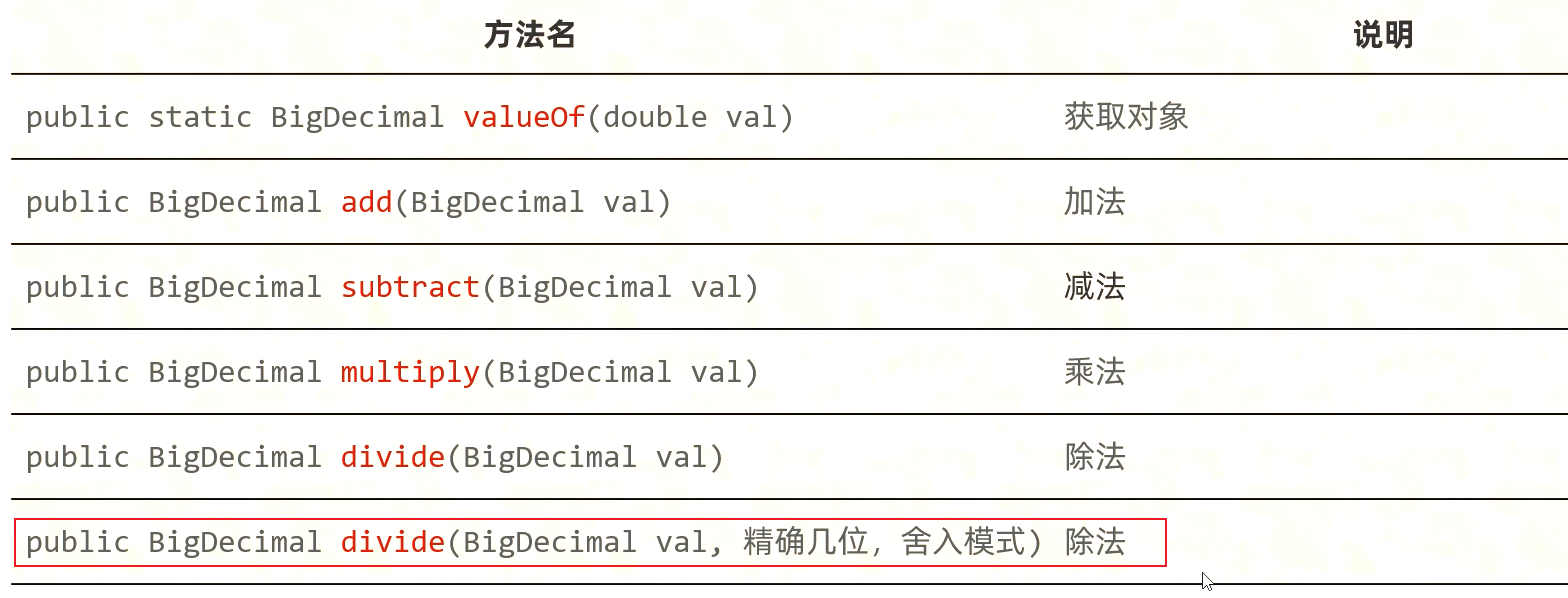 方法名 说明
public static BigDecimal valueOf(double val) 获取对象
public BigDecimal add(BigDecimal val) 加法
public BigDecimal subtract(BigDecimal val) 减法
public BigDecimal multiply(BigDecimal val) 乘法
public BigDecimal divide(BigDecimal val) 除法
public BigDecimal divide(BigDecimal val, 精确几位, 舍入模式) 除法